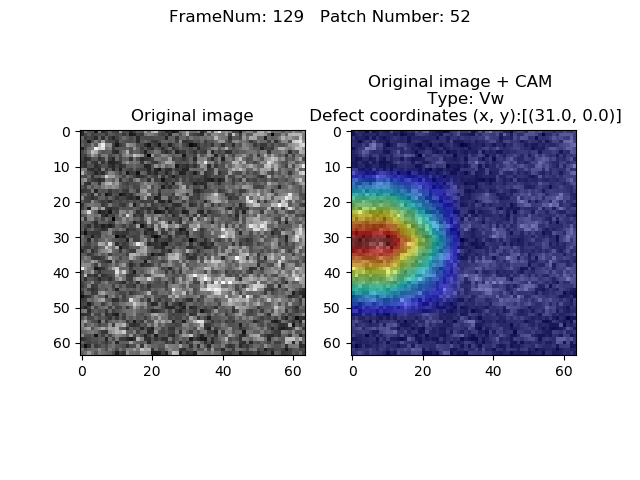 FrameNum: 129   Patch Number: 52
Original image
0
10
20
30
40
50
60
0 20 40 60
Original image + CAM
Type: Vw
Defect coordinates (x, y):[(31.0, 0.0)]
0
10
20
30
40
50
60
0 20 40 60